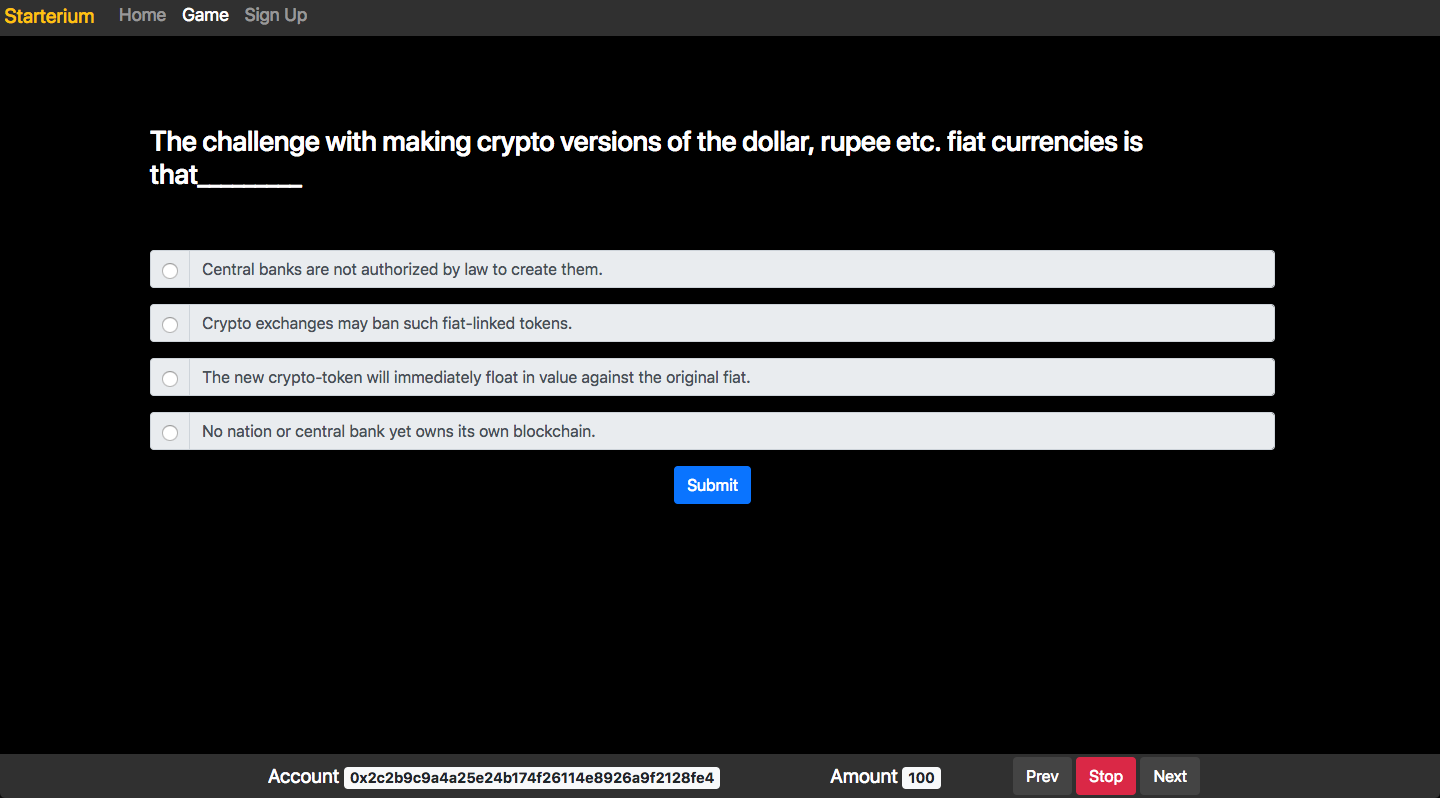 Starterium Home Game Sign Up
The challenge with making crypto versions of the dollar, rupee etc. fiat currencies is
that_________
Central banks are not authorized by law to create them.
Crypto exchanges may ban such fiat-linked tokens.
The new crypto-token will immediately float in value against the original fiat.
No nation or central bank yet owns its own blockchain.
Submit
Account 0x2c2b9c9a4a25e24b174f26114e8926a9f2128fe4 Amount 100 Prev Stop Next